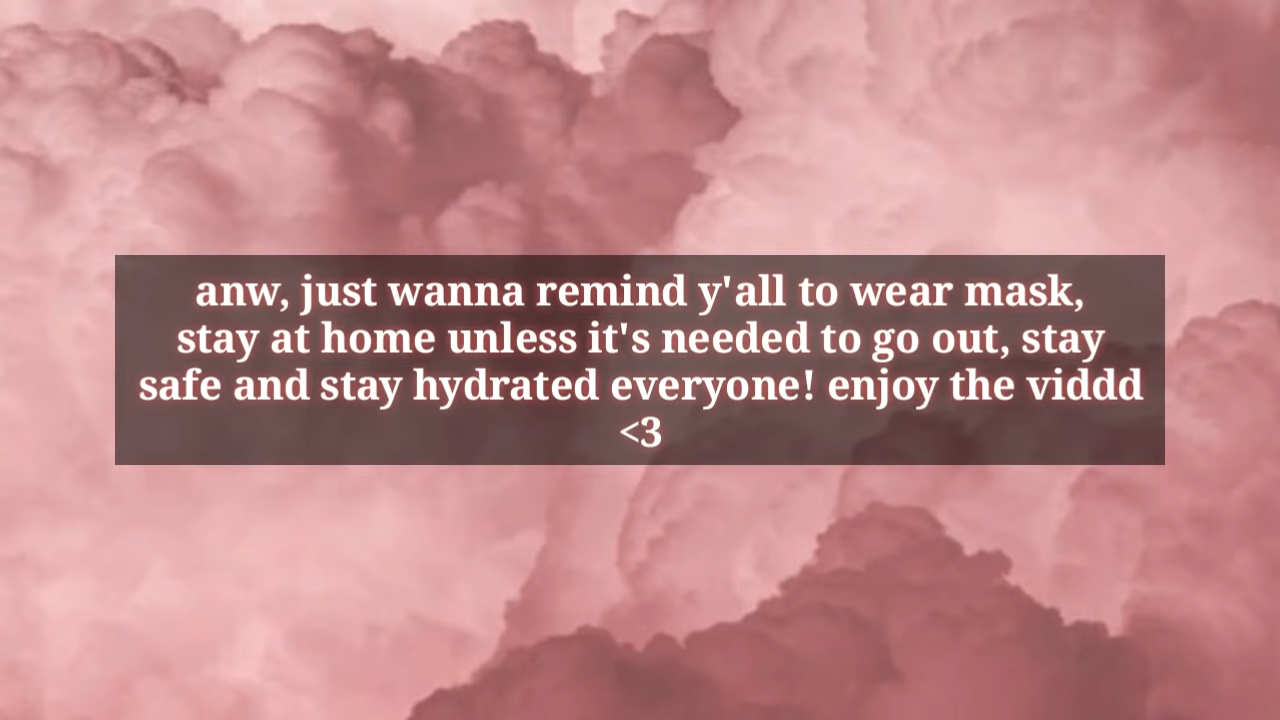 anw, just wanna remind y'all to wear mask,
stay at home unless it's needed to go out, stay
safe and stay hydrated everyone! enjoy the viddd
<3